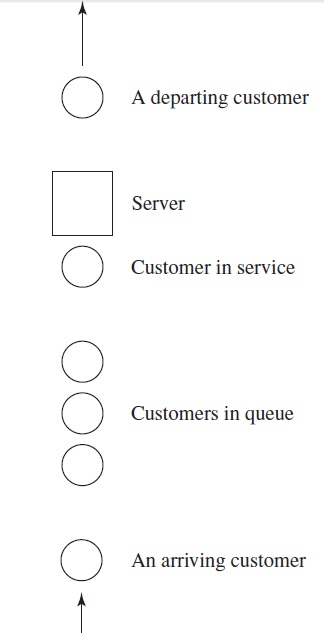 A departing customer
Server
Customer in service
Customers in queue
An arriving customer